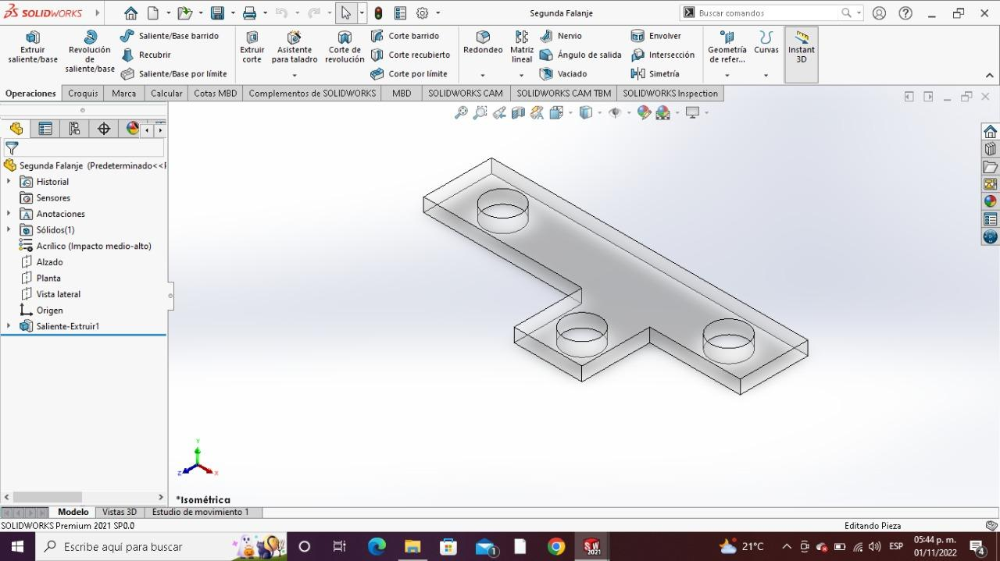 SOLIDWORKS
Segunda Falanje
Buscar comandos
Extruir saliente/base
Revolución de saliente/base
Saliente/Base barrido
Recubrir
Saliente/Base por límite
Extruir corte
Asistente para taladro
Corte de revolución
Corte barrido
Corte recubierto
Corte por límite
Redondeo
Matriz lineal
Nervio
Ángulo de salida
Vaciado
Envolver
Intersección
Simetría
Geometría de refer...
Curvas
Instant 3D
Operaciones
Croquis
Marca
Calcular
Cotas MBD
Complementos de SOLIDWORKS
MBD
SOLIDWORKS CAM
SOLIDWORKS CAM TBM
SOLIDWORKS Inspection
Segunda Falanje (Predeterminado<<
Historial
Sensores
Anotaciones
Sólidos(1)
Acrílico (Impacto medio-alto)
Alzado
Planta
Vista lateral
Origen
Saliente-Extruir1
Y
Z
X
*Isométrica
Modelo
Vistas 3D
Estudio de movimiento 1
SOLIDWORKS Premium 2021 SP0.0
Editando Pieza
Escribe aquí para buscar
1
SW
2021
21°C
ESP
05:44 p. m.
01/11/2022
4